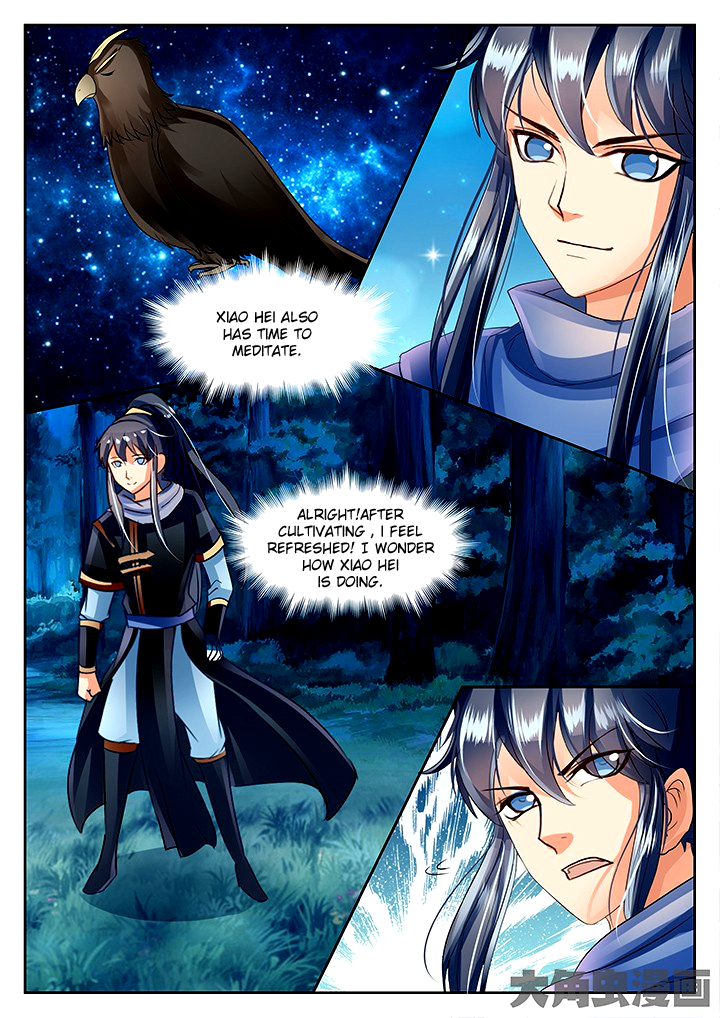 XIAO HEI ALSO
HAS TIME TO
MEDITATE.
ALRIGHT!AFTER
CULTIVATING , I FEEL
REFRESHED! I WONDER
HOW XIAO HEI
IS DOING.
大角虫漫画